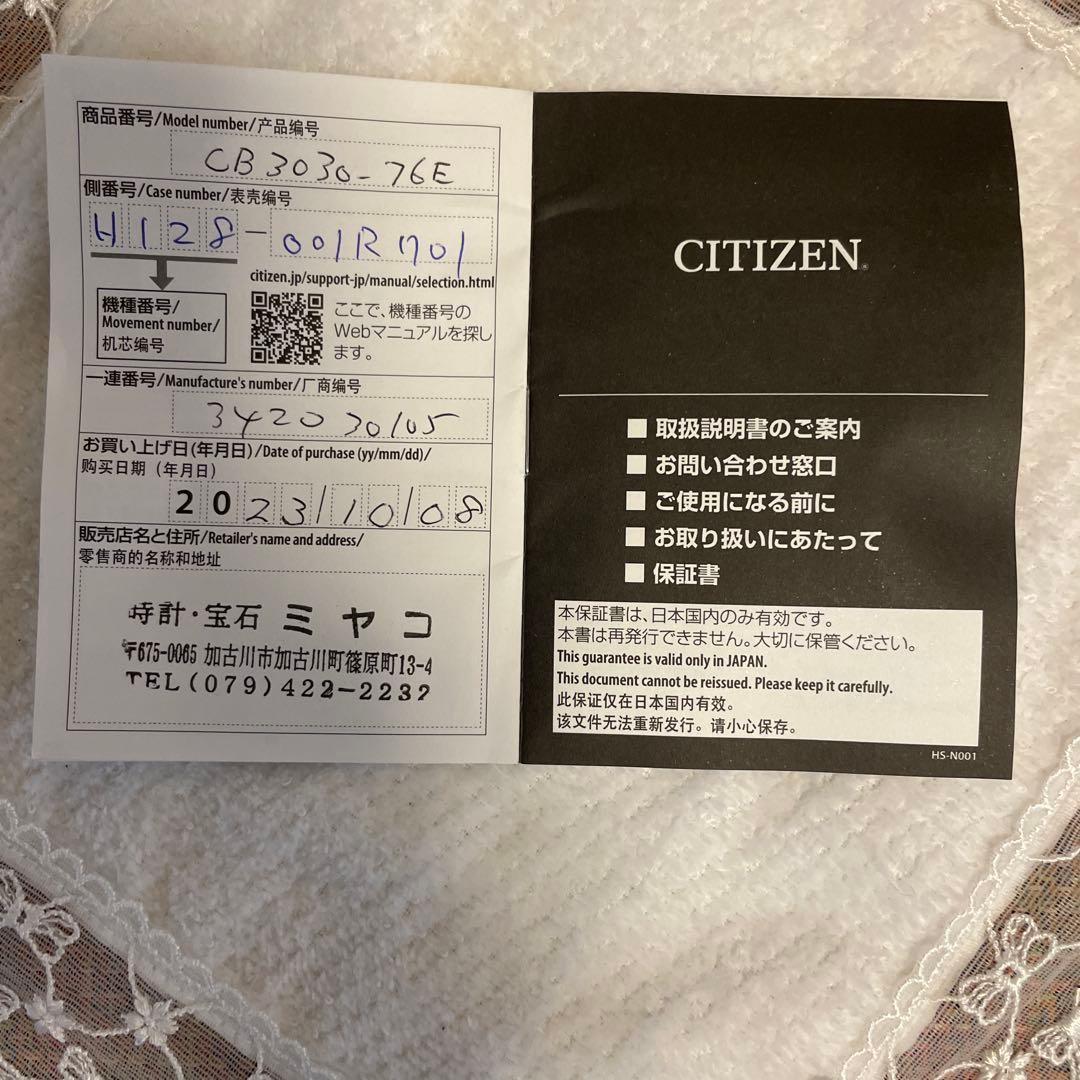 商品番号/Model number/产品编号
CB3030-76E
側番号/Case number/表壳编号
H128-001R701
citizen.jp/support-jp/manual/selection.html
機種番号/
Movement number/
机芯编号
ここで、機種番号の
Webマニュアルを探し
ます。
一連番号/Manufacture's number/厂商编号
342030105
お買い上げ日(年月日)/Date of purchase (yy/mm/dd)/
购买日期 (年月日)
2023/10/08
販売店名と住所/Retailer's name and address/
零售商的名称和地址
時計・宝石 ミヤコ
〒675-0065 加古川市加古川町篠原町13-4
TEL(079)422-2232
CITIZEN®
■ 取扱説明書のご案内
■ お問い合わせ窓口
■ ご使用になる前に
■ お取り扱いにあたって
■ 保証書
本保証書は、日本国内のみ有効です。
本書は再発行できません。大切に保管ください。
This guarantee is valid only in JAPAN.
This document cannot be reissued. Please keep it carefully.
此保证仅在日本国内有效。
该文件无法重新发行。请小心保存。
HS-N001